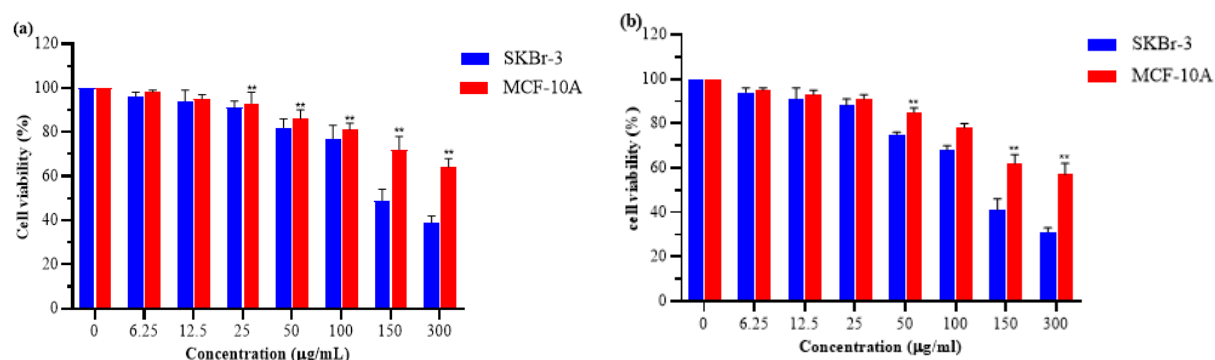 (a)
120
100
80
60
40
20
0
Cell viability (%)
** ** ** ** **
0 6.25 12.5 25 50 100 150 300
Concentration (µg/mL)
SKBr-3
MCF-10A
(b)
120
100
80
60
40
20
0
cell viability (%)
** ** **
0 6.25 12.5 25 50 100 150 300
Concentration (µg/ml)
SKBr-3
MCF-10A